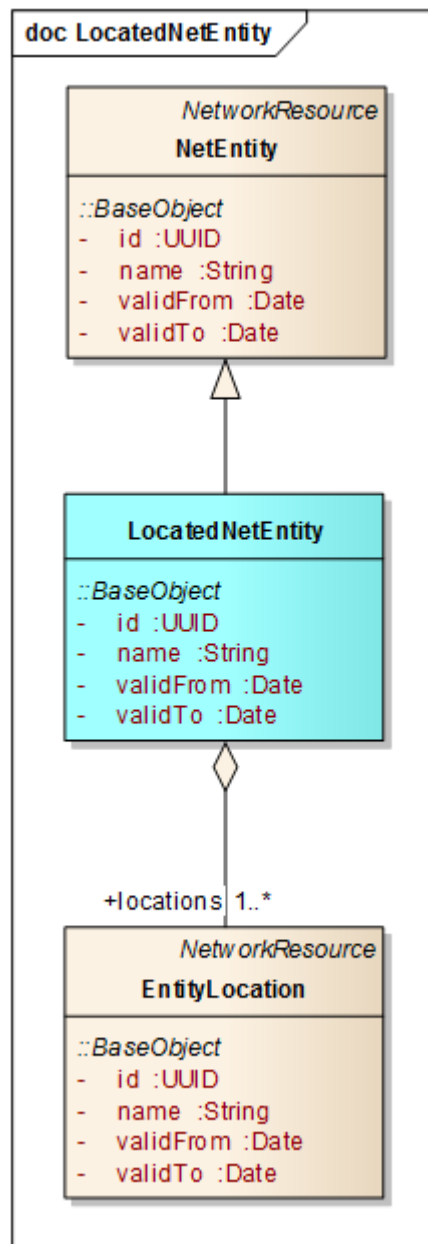 doc LocatedNetEntity
NetworkResource
NetEntity
::BaseObject
- id :UUID
- name :String
- validFrom :Date
- validTo :Date
LocatedNetEntity
::BaseObject
- id :UUID
- name :String
- validFrom :Date
- validTo :Date
+locations 1..*
NetworkResource
EntityLocation
::BaseObject
- id :UUID
- name :String
- validFrom :Date
- validTo :Date